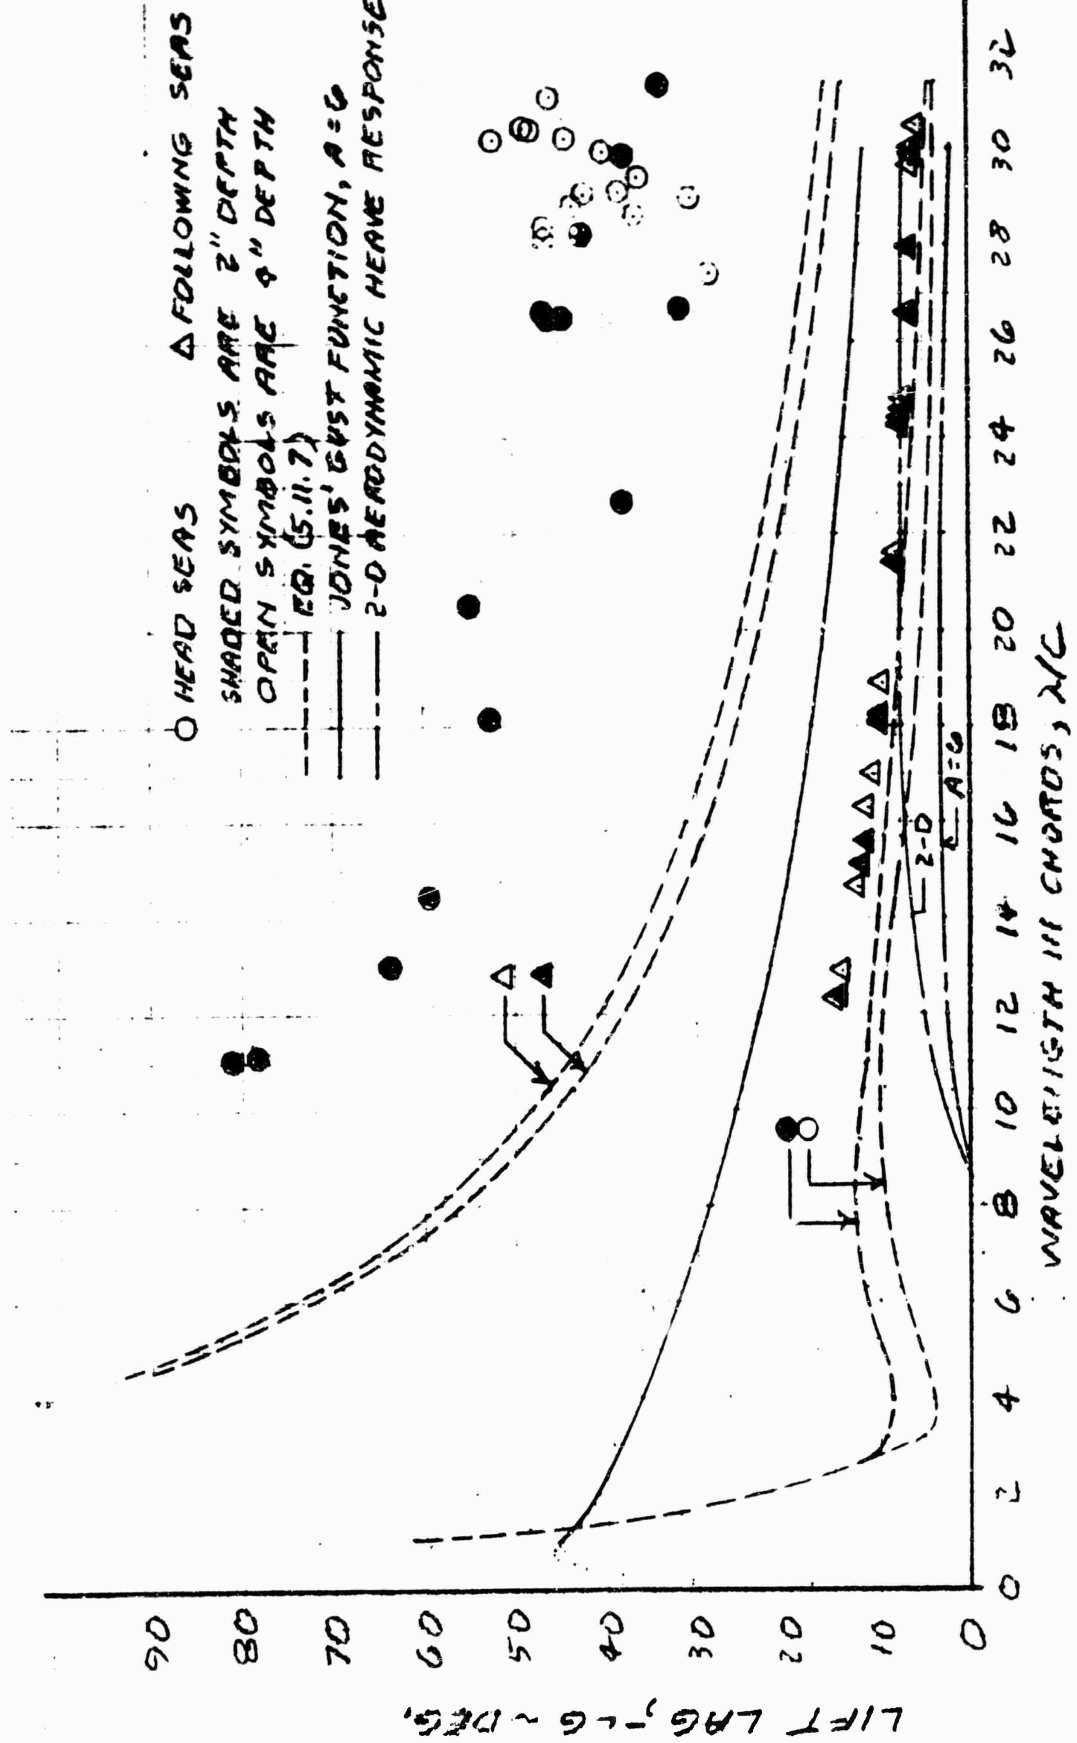 ○ HEAD SEAS △ FOLLOWING SEAS
SHADED SYMBOLS ARE 2" DEPTH
OPEN SYMBOLS ARE 4" DEPTH
EQ. (5.11.7)
JONES' GUST FUNCTION, A=6
2-D AERODYNAMIC HEAVE RESPONSE
90
80
70
60
50
40
30
20
10
0
LIFT LAG, -LG ~ DEG.
2-D
A=6
0 2 4 6 8 10 12 14 16 18 20 22 24 26 28 30 32
WAVELENGTH IN CHORDS, λ/C